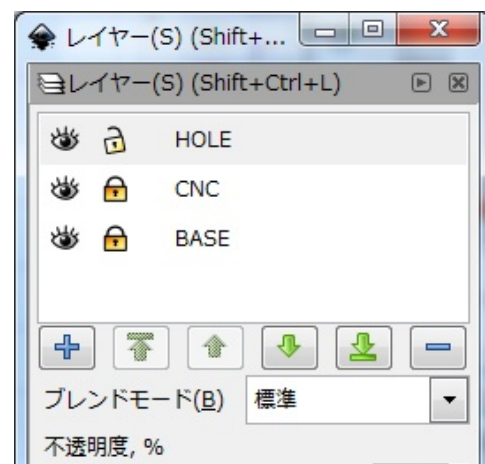 レイヤー(S) (Shift+...
レイヤー(S) (Shift+Ctrl+L)
HOLE
CNC
BASE
ブレンドモード(B) 標準
不透明度, %